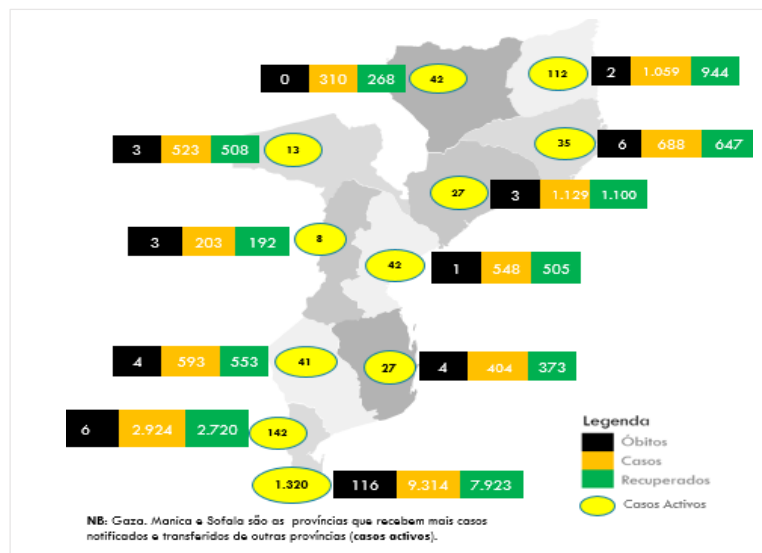 0 310 268 42
112 2 1.059 944
3 523 508 13
35 6 688 647
27 3 1.129 1.100
3 203 192 8
42 1 548 505
4 593 553 41
27 4 404 373
6 2.924 2.720 142
1.320 116 9.314 7.923
Legenda
Óbitos
Casos
Recuperados
Casos Activos
NB: Gaza. Manica e Sofala são as províncias que recebem mais casos
notificados e transferidos de outras províncias (casos activos).